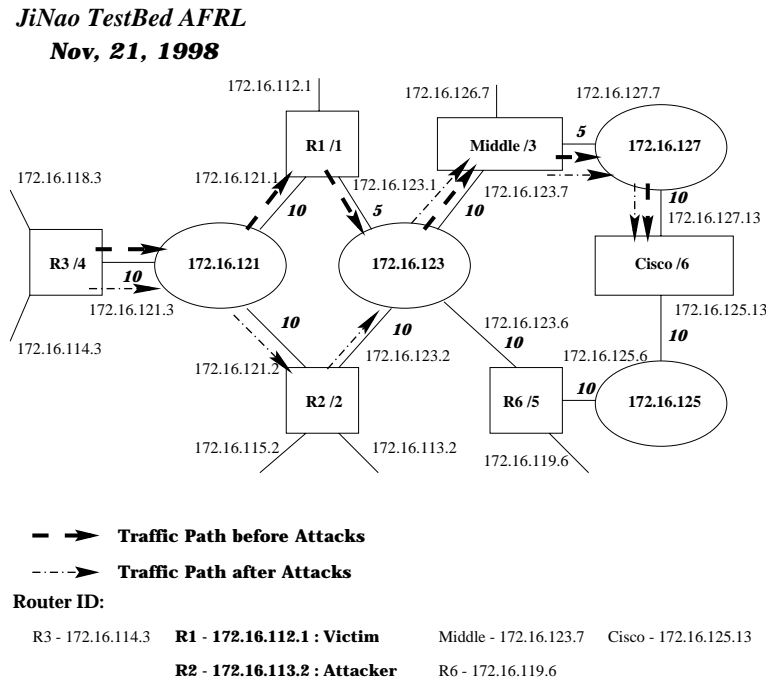 JiNao TestBed AFRL
Nov, 21, 1998
172.16.112.1
172.16.126.7
172.16.127.7
R1 /1
Middle /3
5
172.16.127
172.16.118.3
172.16.121.1
172.16.123.1
172.16.123.7
10
5
10
10
172.16.127.13
R3 /4
172.16.121
172.16.123
Cisco /6
10
172.16.121.3
172.16.125.13
10
10
172.16.123.6
10
172.16.114.3
172.16.121.2
172.16.123.2
10
172.16.125.6
R2 /2
R6 /5
10
172.16.125
172.16.115.2
172.16.113.2
172.16.119.6
Traffic Path before Attacks
Traffic Path after Attacks
Router ID:
R3 - 172.16.114.3 R1 - 172.16.112.1 : Victim Middle - 172.16.123.7 Cisco - 172.16.125.13
R2 - 172.16.113.2 : Attacker R6 - 172.16.119.6